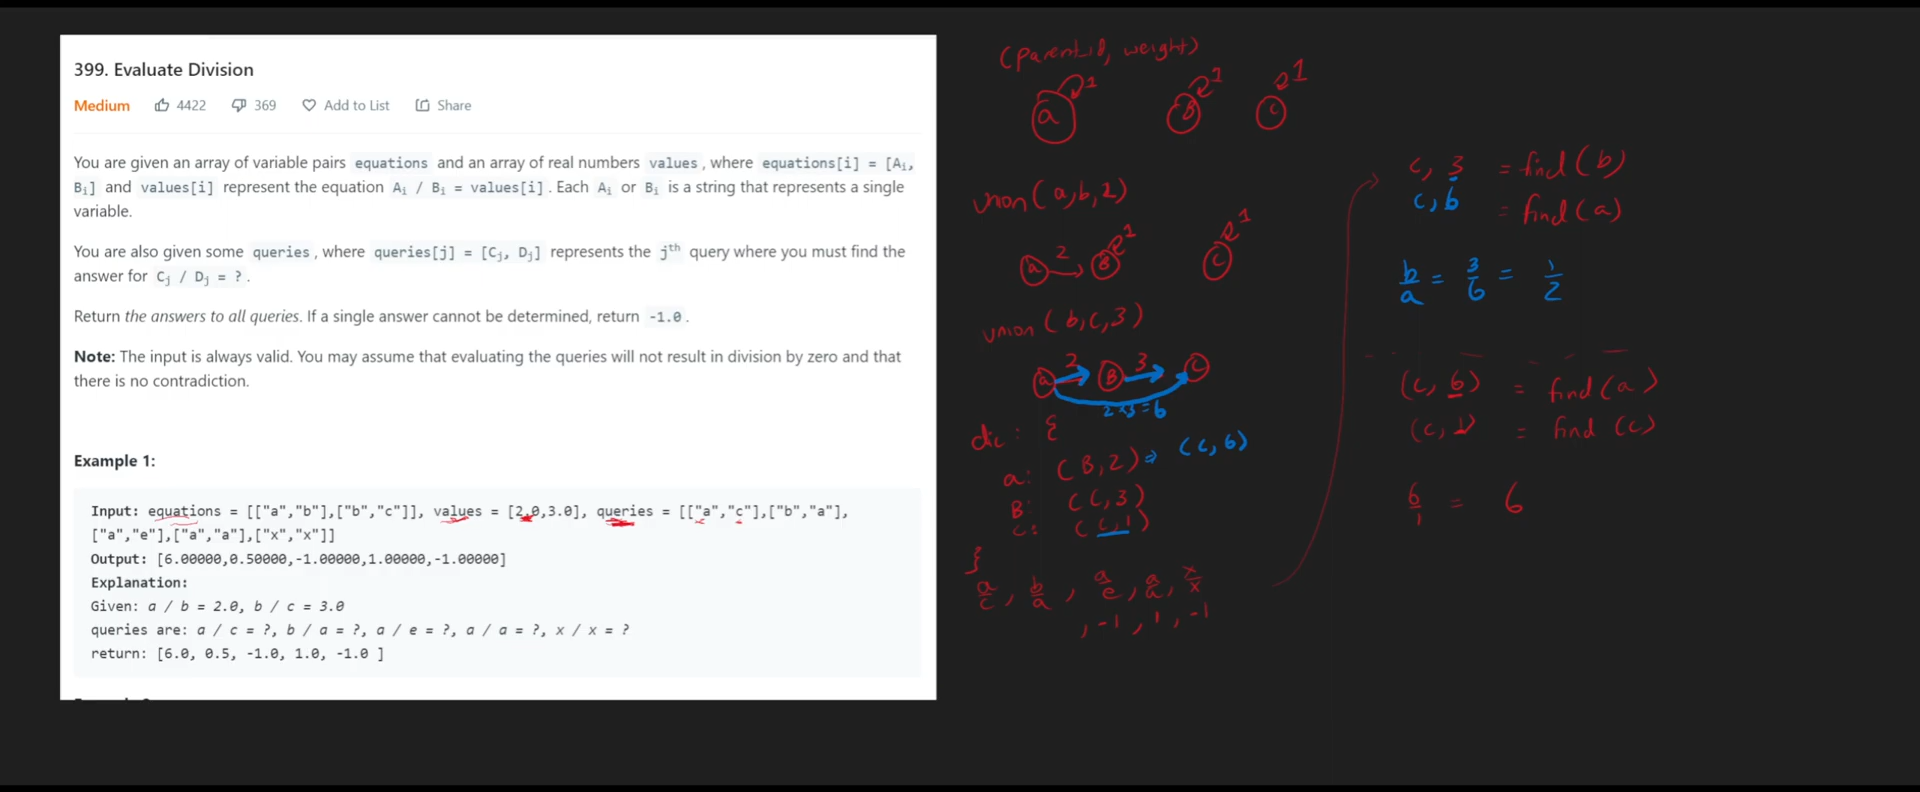 399. Evaluate Division
Medium 4422 369 Add to List Share
You are given an array of variable pairs equations and an array of real numbers values, where equations[i] = [Ai,
Bi] and values[i] represent the equation Ai / Bi = values[i]. Each Ai or Bi is a string that represents a single
variable.
You are also given some queries, where queries[j] = [Cj, Dj] represents the jth query where you must find the
answer for Cj / Dj = ?.
Return the answers to all queries. If a single answer cannot be determined, return -1.0.
Note: The input is always valid. You may assume that evaluating the queries will not result in division by zero and that
there is no contradiction.
Example 1:
Input: equations = [["a","b"],["b","c"]], values = [2.0,3.0], queries = [["a","c"],["b","a"],
["a","e"],["a","a"],["x","x"]]
Output: [6.00000,0.50000,-1.00000,1.00000,-1.00000]
Explanation:
Given: a / b = 2.0, b / c = 3.0
queries are: a / c = ?, b / a = ?, a / e = ?, a / a = ?, x / x = ?
return: [6.0, 0.5, -1.0, 1.0, -1.0 ]
(parentid, weight)
a 1 B 1 C 1
union(a,b,2)
a 2 B 1 C 1
union(b,c,3)
a 2 B 3 C
2*3=6
dic: {
a: (B,2) ⇒ (c,6)
B: (C,3)
C: (C,1)
}
a/c, b/a, a/e, a/a, x/x
, -1, 1, -1
c, 3 = find(b)
c, 6 = find(a)
b/a = 3/6 = 1/2
(c, 6) = find(a)
(c, 1) = find(c)
6/1 = 6